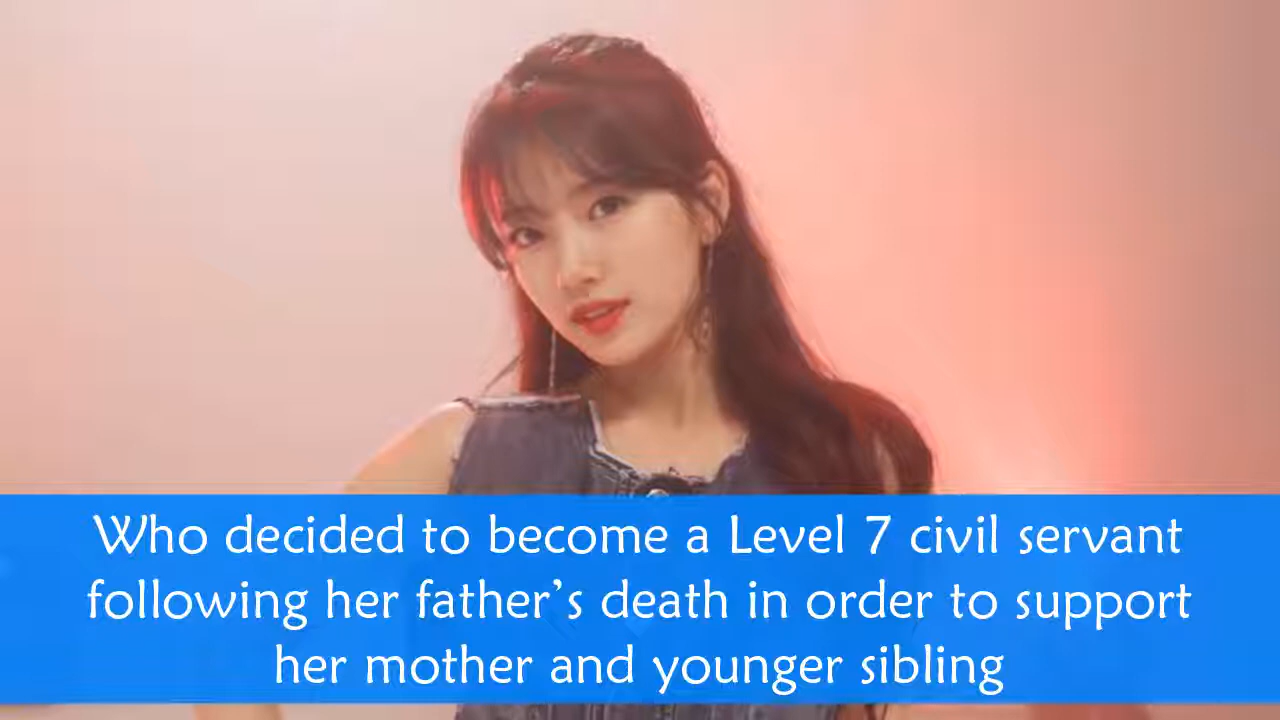 Who decided to become a Level 7 civil servant
following her father’s death in order to support
her mother and younger sibling